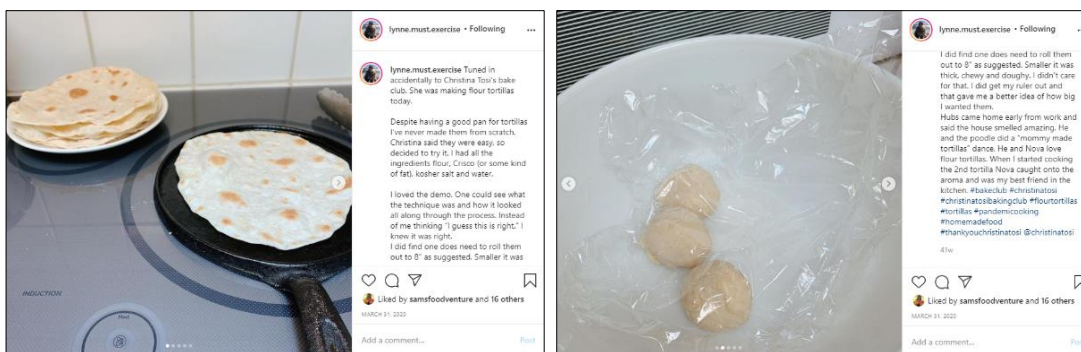 lynne.must.exercise • Following
lynne.must.exercise Tuned in
accidentally to Christina Tosi's bake
club. She was making flour tortillas
today.
Despite having a good pan for tortillas
I've never made them from scratch.
Christina said they were easy, so
decided to try it. I had all the
ingredients flour, Crisco (or some kind
of fat), kosher salt and water.
I loved the demo. One could see what
the technique was and how it looked
all along through the process. Instead
of me thinking "I guess this is right." I
knew it was right.
I did find one does need to roll them
out to 8" as suggested. Smaller it was
Liked by samsfoodventure and 16 others
MARCH 31, 2020
Add a comment...
Post
INDUCTION
lynne.must.exercise • Following
I did find one does need to roll them
out to 8" as suggested. Smaller it was
thick, chewy and doughy. I didn't care
for that. I did get my ruler out and
that gave me a better idea of how big
I wanted them.
Hubs came home early from work and
said the house smelled amazing. He
and the poodle did a "mommy made
tortillas" dance. He and Nova love
flour tortillas. When I started cooking
the 2nd tortilla Nova caught onto the
aroma and was my best friend in the
kitchen. #bakeclub #christinatosi
#christinatosibakingclub #flourtortillas
#tortillas #pandemicooking
#homemadefood
#thankyouchristinatosi @christinatosi
41w
Liked by samsfoodventure and 16 others
MARCH 31, 2020
Add a comment...